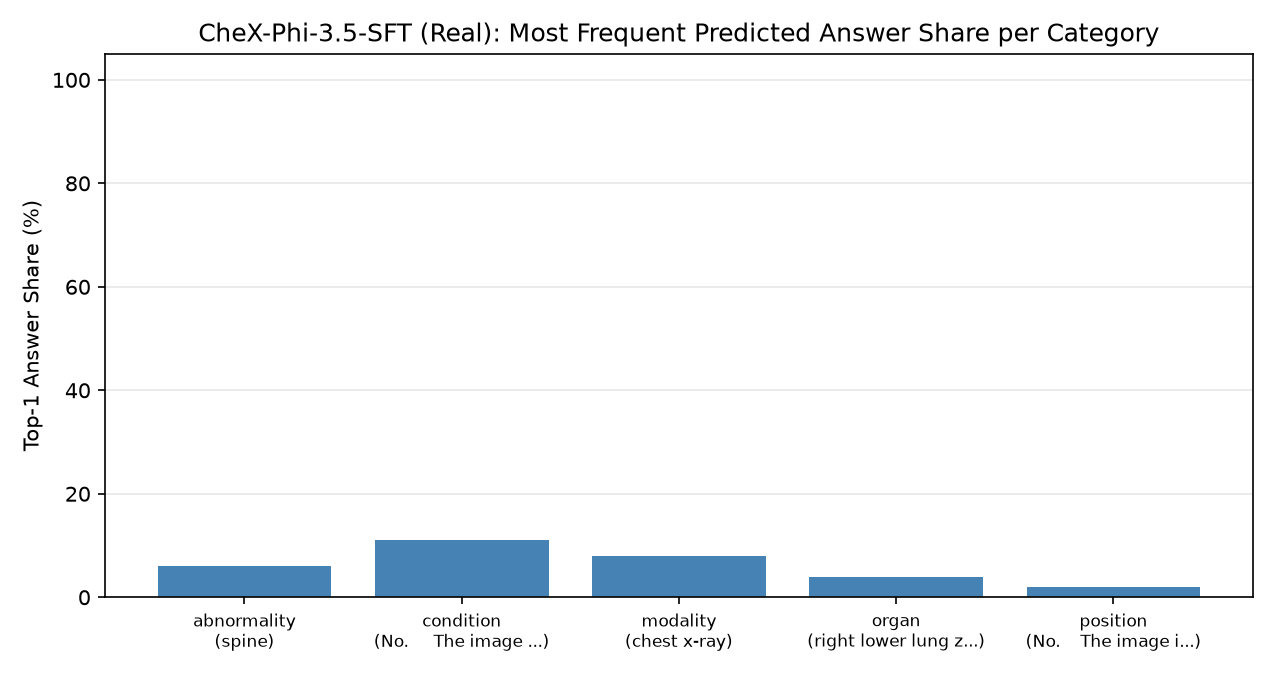 CheX-Phi-3.5-SFT (Real): Most Frequent Predicted Answer Share per Category
Top-1 Answer Share (%)
100
80
60
40
20
0
abnormality
(spine)
condition
(No.    The image ...)
modality
(chest x-ray)
organ
(right lower lung z...)
position
(No.    The image i...)